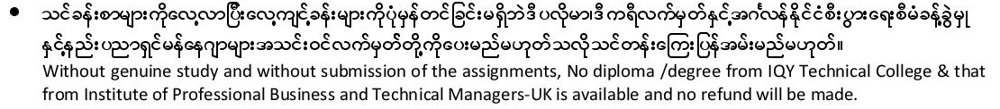 • သင်ခန်းစာများကိုလေ့လာပြီးလေ့ကျင့်ခန်းများကိုပုံမှန်တင်ခြင်းမရှိဘဲဒီပလိုမာ၊ဒီကရီလက်မှတ်နှင့်အင်္ဂလန်နိုင်ငံစီးပွားရေးစီမံခန့်ခွဲမှု
နှင့်နည်းပညာရှင်မန်နေဂျာများအသင်းဝင်လက်မှတ်တို့ကိုပေးမည်မဟုတ်သလိုသင်တန်းကြေးပြန်အမ်းမည်မဟုတ်။
Without genuine study and without submission of the assignments, No diploma /degree from IQY Technical College & that
from Institute of Professional Business and Technical Managers-UK is available and no refund will be made.